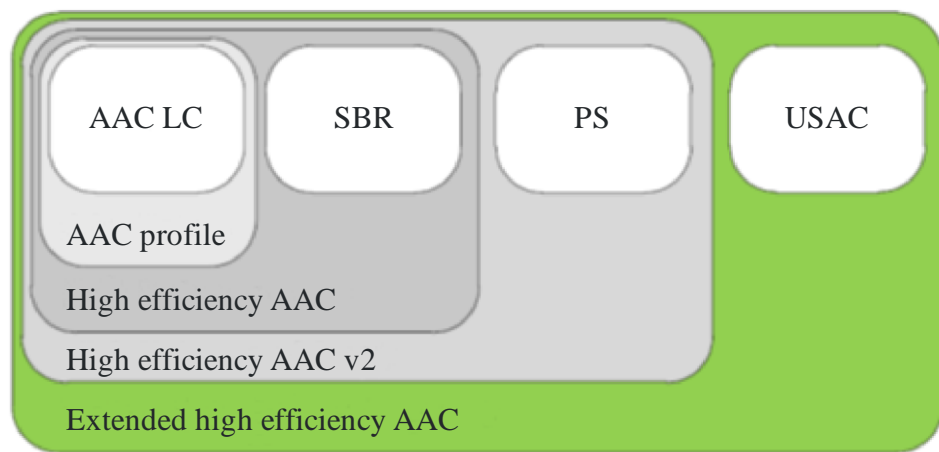 AAC LC
SBR
PS
USAC
AAC profile
High efficiency AAC
High efficiency AAC v2
Extended high efficiency AAC